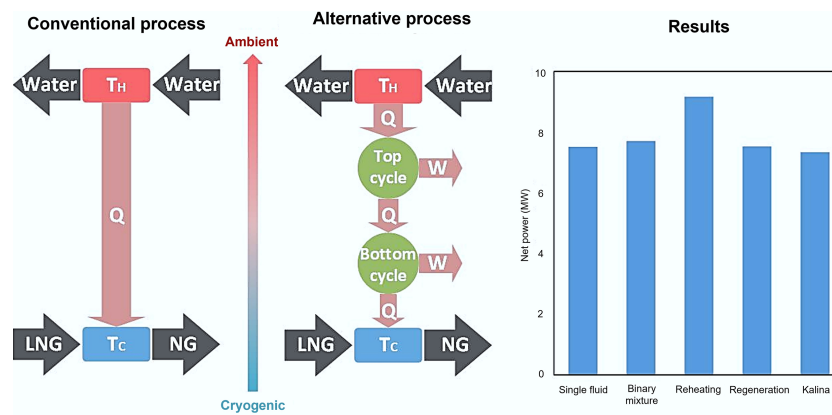 Conventional process
Alternative process
Results
Ambient
Water
TH
Water
Q
LNG
TC
NG
Cryogenic
Water
TH
Water
Q
Top
cycle
W
Q
Bottom
cycle
W
Q
LNG
TC
NG
Net power (MW)
10
8
6
4
2
0
Single fluid
Binary
mixture
Reheating
Regeneration
Kalina